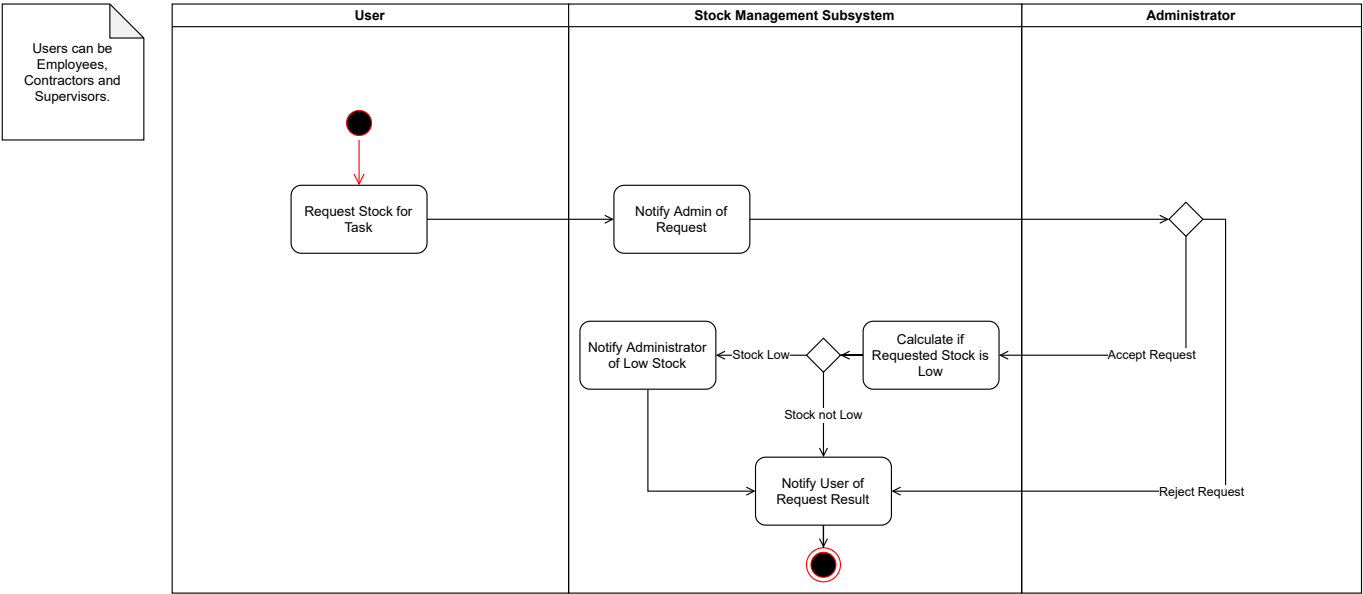 Users can be
Employees,
Contractors and
Supervisors.
User
Stock Management Subsystem
Administrator
Request Stock for
Task
Notify Admin of
Request
Notify Administrator
of Low Stock
Stock Low
Calculate if
Requested Stock is
Low
Accept Request
Stock not Low
Notify User of
Request Result
Reject Request